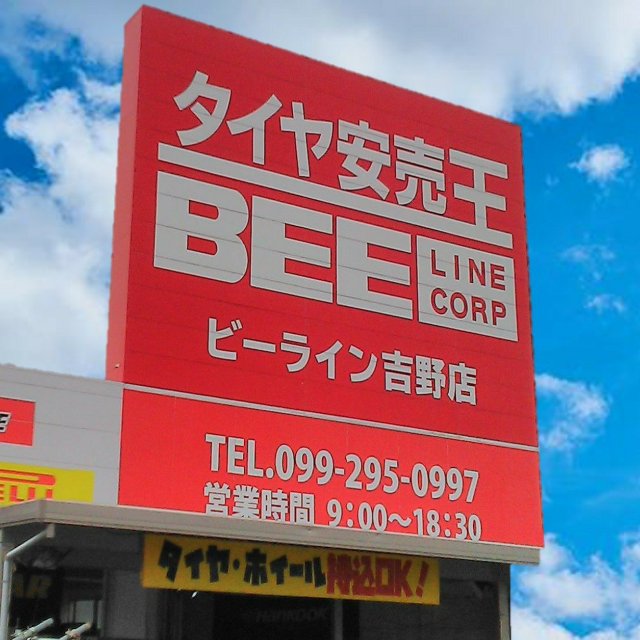 タイヤ安売王
BEE
LINE
CORP
ビーライン吉野店
TEL.099-295-0997
営業時間 9:00～18:30
タイヤ・ホイール持込OK!
HANKOOK